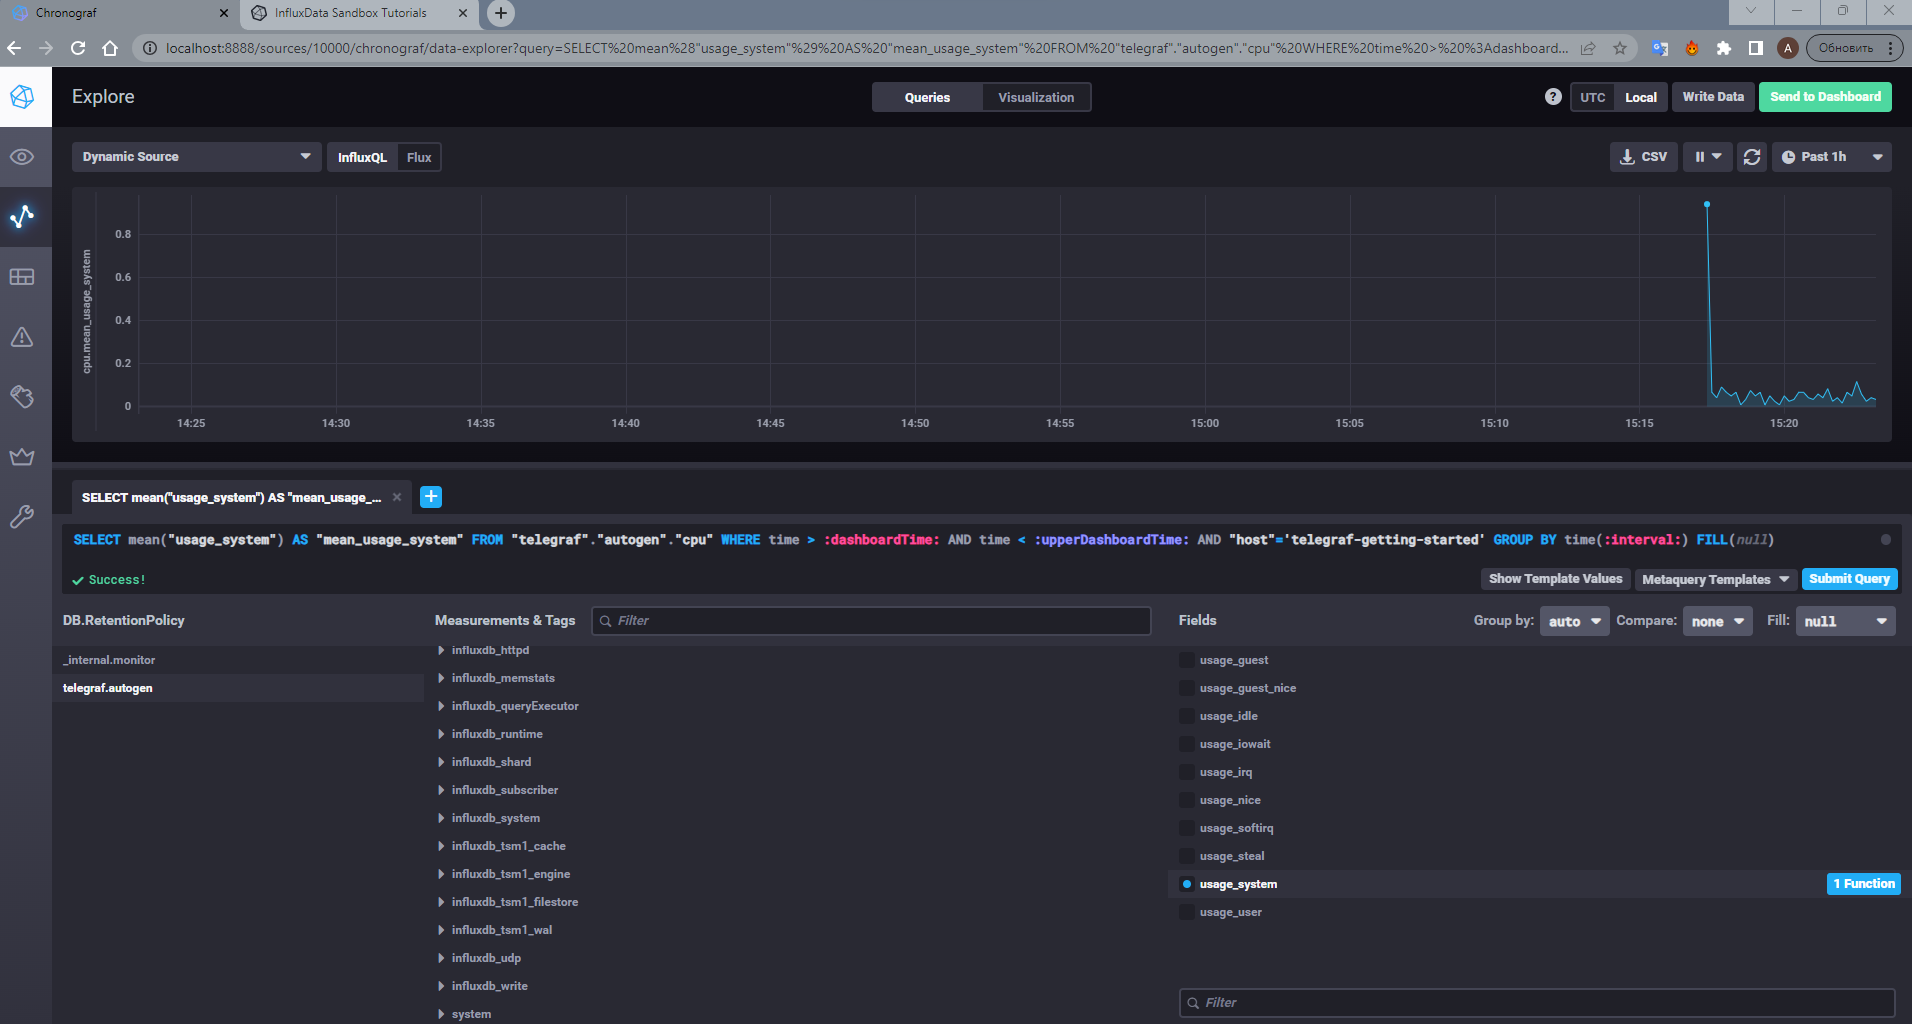 Chronograf
InfluxData Sandbox Tutorials
localhost:8888/sources/10000/chronograf/data-explorer?query=SELECT%20mean%28"usage_system"%29%20AS%20"mean_usage_system"%20FROM%20"telegraf"."autogen"."cpu"%20WHERE%20time%20>%20%3Adashboard...
A
Обновить
Explore
Queries
Visualization
?
UTC
Local
Write Data
Send to Dashboard
Dynamic Source
InfluxQL
Flux
CSV
Past 1h
cpu.mean_usage_system
0.8
0.6
0.4
0.2
0
14:25 14:30 14:35 14:40 14:45 14:50 14:55 15:00 15:05 15:10 15:15 15:20
SELECT mean("usage_system") AS "mean_usage_...
SELECT mean("usage_system") AS "mean_usage_system" FROM "telegraf"."autogen"."cpu" WHERE time > :dashboardTime: AND time < :upperDashboardTime: AND "host"='telegraf-getting-started' GROUP BY time(:interval:) FILL(null)
Success!
Show Template Values
Metaquery Templates
Submit Query
DB.RetentionPolicy
_internal.monitor
telegraf.autogen
Measurements & Tags
Filter
influxdb_httpd
influxdb_memstats
influxdb_queryExecutor
influxdb_runtime
influxdb_shard
influxdb_subscriber
influxdb_system
influxdb_tsm1_cache
influxdb_tsm1_engine
influxdb_tsm1_filestore
influxdb_tsm1_wal
influxdb_udp
influxdb_write
system
Fields
Group by: auto
Compare: none
Fill: null
usage_guest
usage_guest_nice
usage_idle
usage_iowait
usage_irq
usage_nice
usage_softirq
usage_steal
usage_system
1 Function
usage_user
Filter